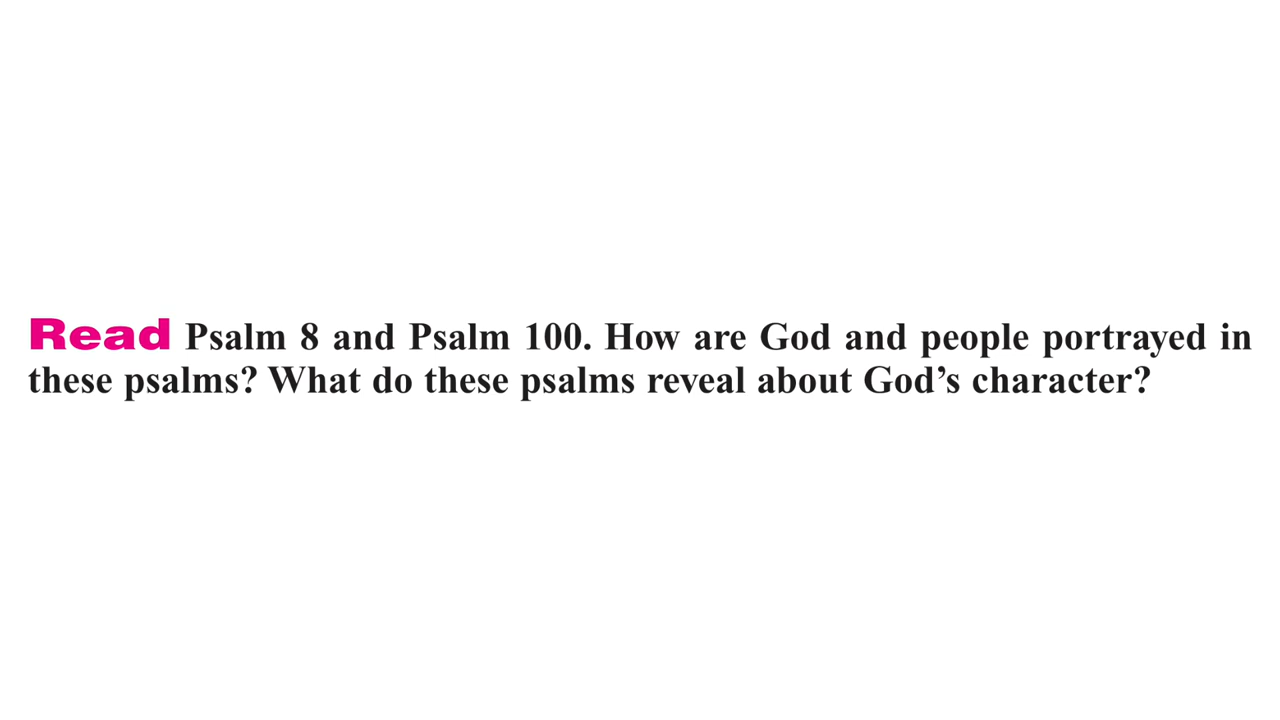 Read Psalm 8 and Psalm 100. How are God and people portrayed in
these psalms? What do these psalms reveal about God’s character?